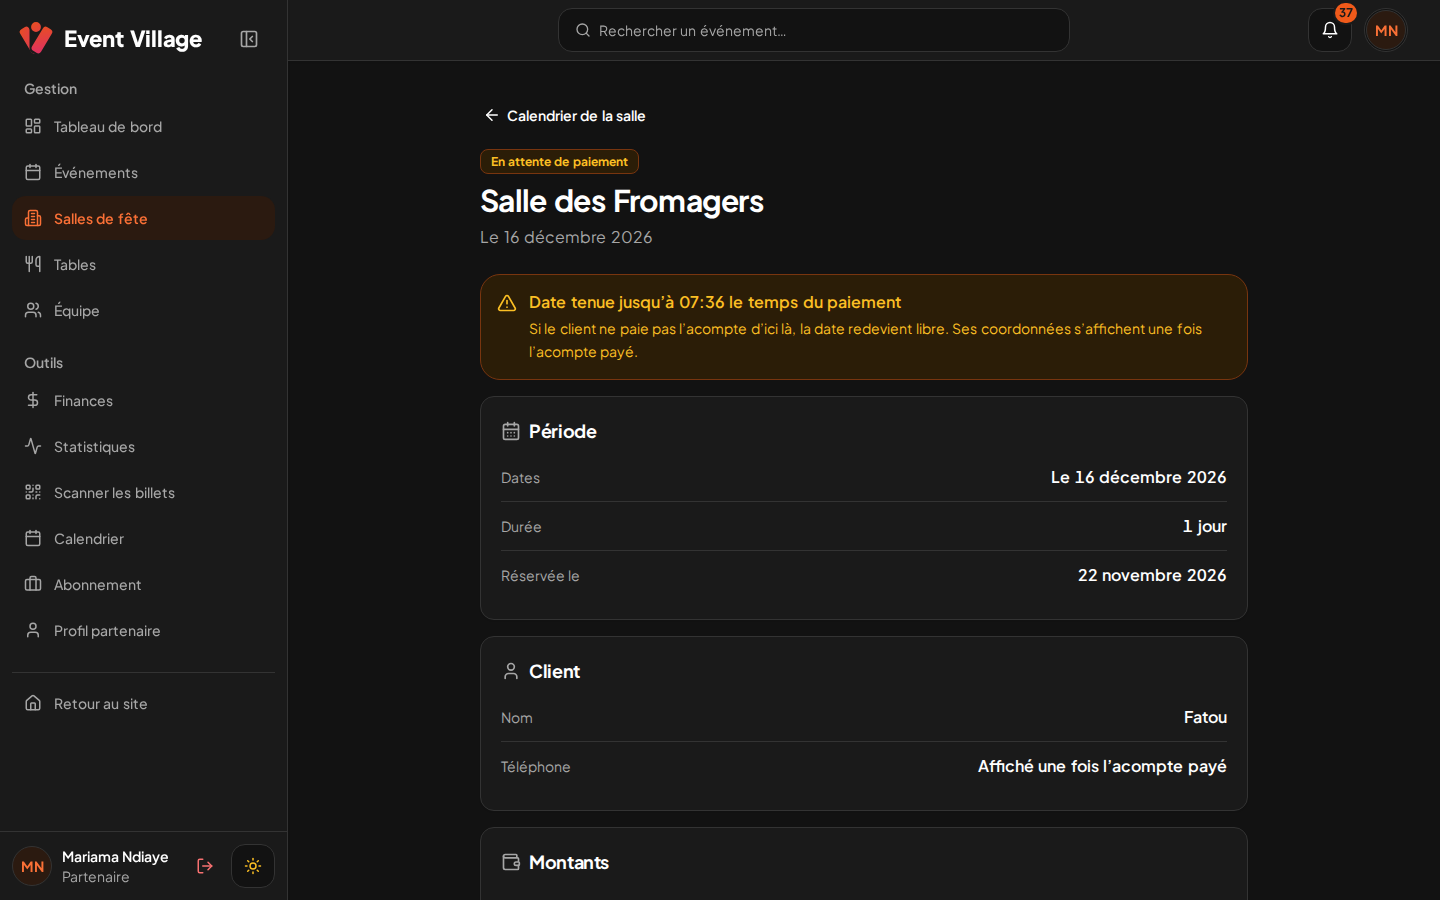 Event Village
Gestion
Tableau de bord
Événements
Salles de fête
Tables
Équipe
Outils
Finances
Statistiques
Scanner les billets
Calendrier
Abonnement
Profil partenaire
Retour au site
MN
Mariama Ndiaye
Partenaire
Rechercher un événement...
37
MN
Calendrier de la salle
En attente de paiement
Salle des Fromagers
Le 16 décembre 2026
Date tenue jusqu’à 07:36 le temps du paiement
Si le client ne paie pas l’acompte d’ici là, la date redevient libre. Ses coordonnées s’affichent une fois
l’acompte payé.
Période
Dates Le 16 décembre 2026
Durée 1 jour
Réservée le 22 novembre 2026
Client
Nom Fatou
Téléphone Affiché une fois l’acompte payé
Montants